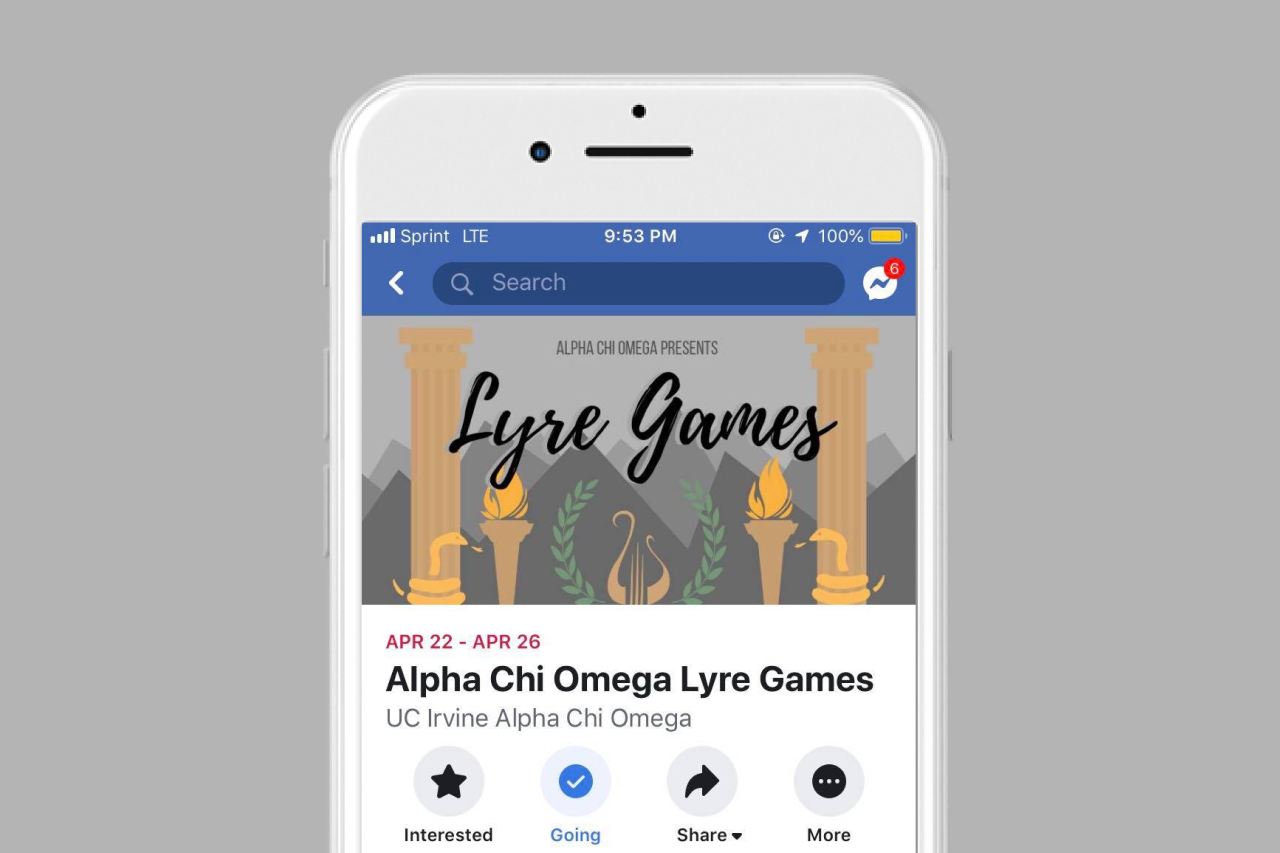 Sprint LTE 9:53 PM 100%
Search
6
ALPHA CHI OMEGA PRESENTS
Lyre Games
APR 22 - APR 26
Alpha Chi Omega Lyre Games
UC Irvine Alpha Chi Omega
Interested Going Share More